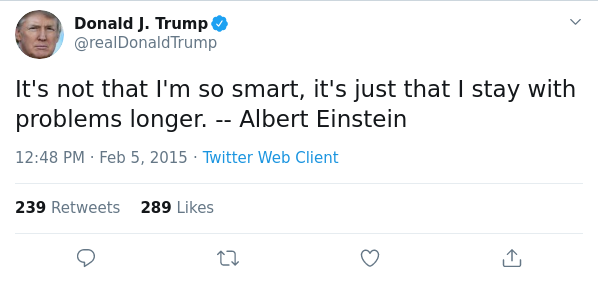 Donald J. Trump
@realDonaldTrump
It's not that I'm so smart, it's just that I stay with
problems longer. -- Albert Einstein
12:48 PM · Feb 5, 2015 · Twitter Web Client
239 Retweets 289 Likes